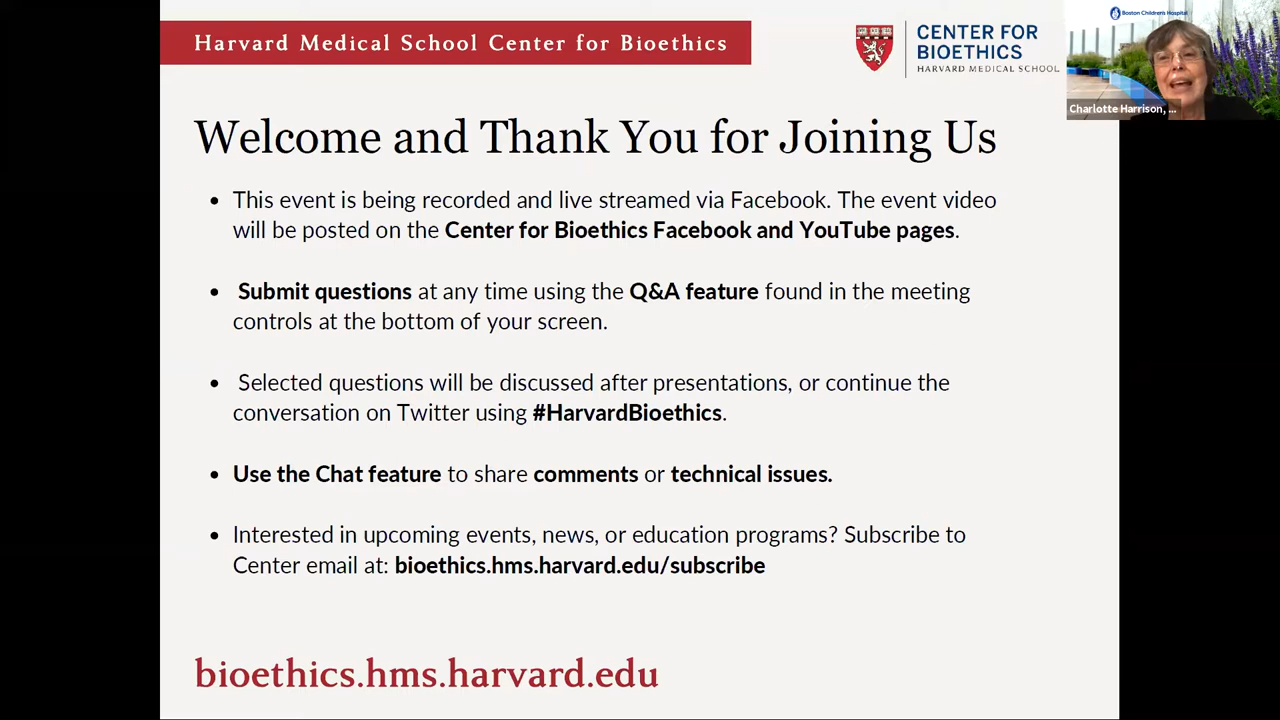 Harvard Medical School Center for Bioethics
CENTER FOR
BIOETHICS
HARVARD MEDICAL SCHOOL
Boston Children's Hospital
Charlotte Harrison, ...
Welcome and Thank You for Joining Us
• This event is being recorded and live streamed via Facebook. The event video
will be posted on the Center for Bioethics Facebook and YouTube pages.
• Submit questions at any time using the Q&A feature found in the meeting
controls at the bottom of your screen.
• Selected questions will be discussed after presentations, or continue the
conversation on Twitter using #HarvardBioethics.
• Use the Chat feature to share comments or technical issues.
• Interested in upcoming events, news, or education programs? Subscribe to
Center email at: bioethics.hms.harvard.edu/subscribe
bioethics.hms.harvard.edu